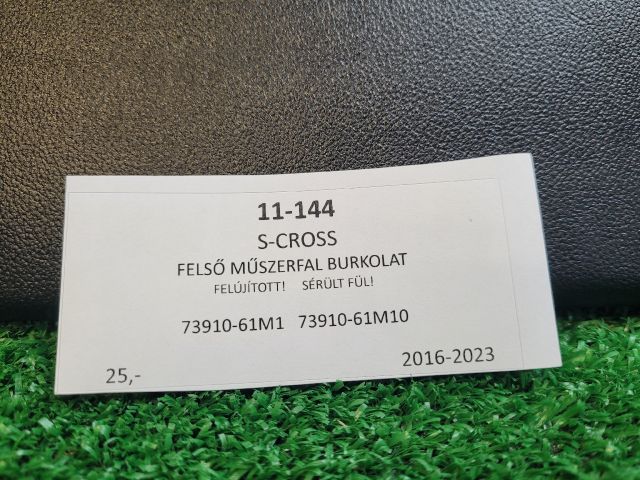 11-144
S-CROSS
FELSŐ MŰSZERFAL BURKOLAT
FELÚJÍTOTT! SÉRÜLT FÜL!
73910-61M1 73910-61M10
2016-2023
25,-